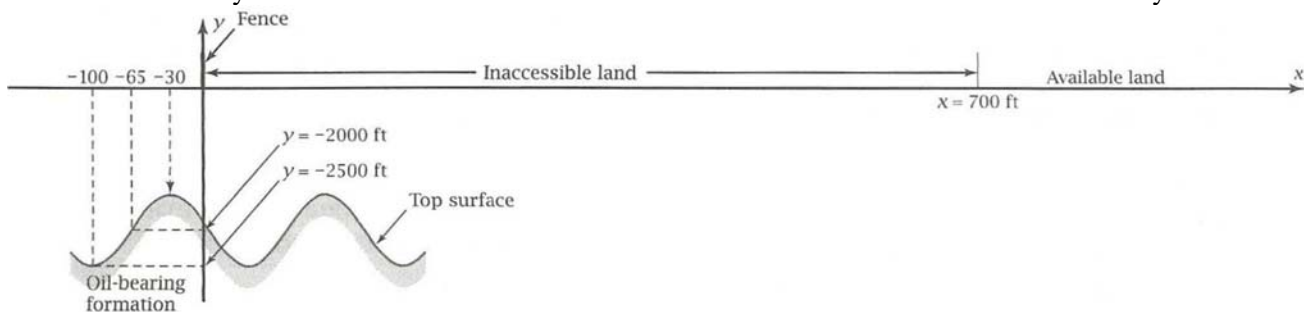 y
Fence
-100 -65 -30
Inaccessible land
Available land
x
x = 700 ft
y = -2000 ft
y = -2500 ft
Top surface
Oil-bearing
formation